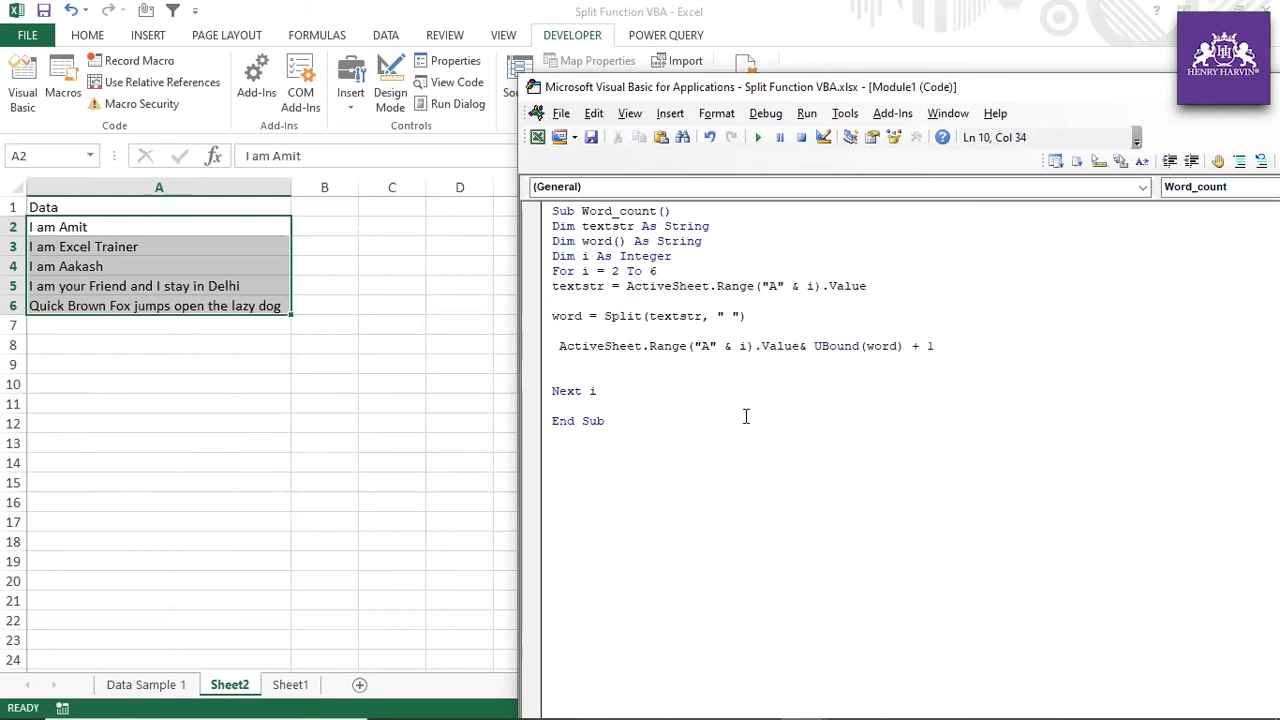 Split Function VBA - Excel
FILE HOME INSERT PAGE LAYOUT FORMULAS DATA REVIEW VIEW DEVELOPER POWER QUERY
HENRY HARVIN®
Visual Basic
Macros
Record Macro
Use Relative References
Macro Security
Code
Add-Ins
COM Add-Ins
Add-Ins
Insert
Design Mode
Properties
View Code
Run Dialog
Controls
Map Properties
Import
Microsoft Visual Basic for Applications - Split Function VBA.xlsx - [Module1 (Code)]
File Edit View Insert Format Debug Run Tools Add-Ins Window Help
Ln 10, Col 34
A2
fx
I am Amit
(General)
Word_count
A B C D
1 Data
2 I am Amit
3 I am Excel Trainer
4 I am Aakash
5 I am your Friend and I stay in Delhi
6 Quick Brown Fox jumps open the lazy dog
7
8
9
10
11
12
13
14
15
16
17
18
19
20
21
22
23
24
Sub Word_count()
Dim textstr As String
Dim word() As String
Dim i As Integer
For i = 2 To 6
textstr = ActiveSheet.Range("A" & i).Value
word = Split(textstr, " ")
ActiveSheet.Range("A" & i).Value& UBound(word) + 1
Next i
End Sub
Data Sample 1 Sheet2 Sheet1
READY